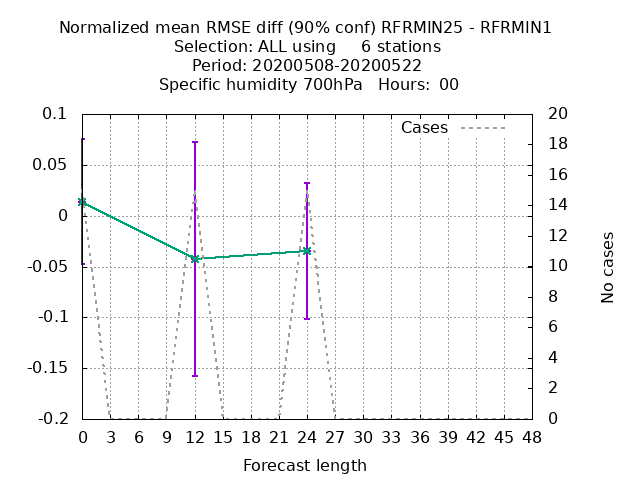 Normalized mean RMSE diff (90% conf) RFRMIN25 - RFRMIN1
Selection: ALL using     6 stations
Period: 20200508-20200522
Specific humidity 700hPa   Hours:  00
Cases
0.1
0.05
0
-0.05
-0.1
-0.15
-0.2
20
18
16
14
12
10
8
6
4
2
0
No cases
0 3 6 9 12 15 18 21 24 27 30 33 36 39 42 45 48
Forecast length